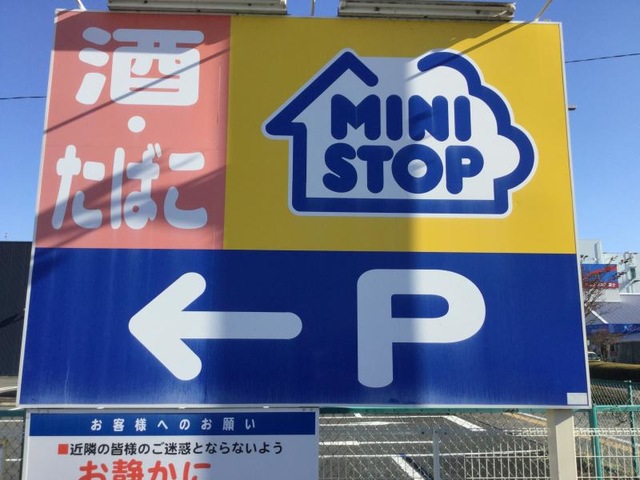 酒・
たばこ
MINI
STOP
← P
お客様へのお願い
■近隣の皆様のご迷惑とならないよう
お静かに